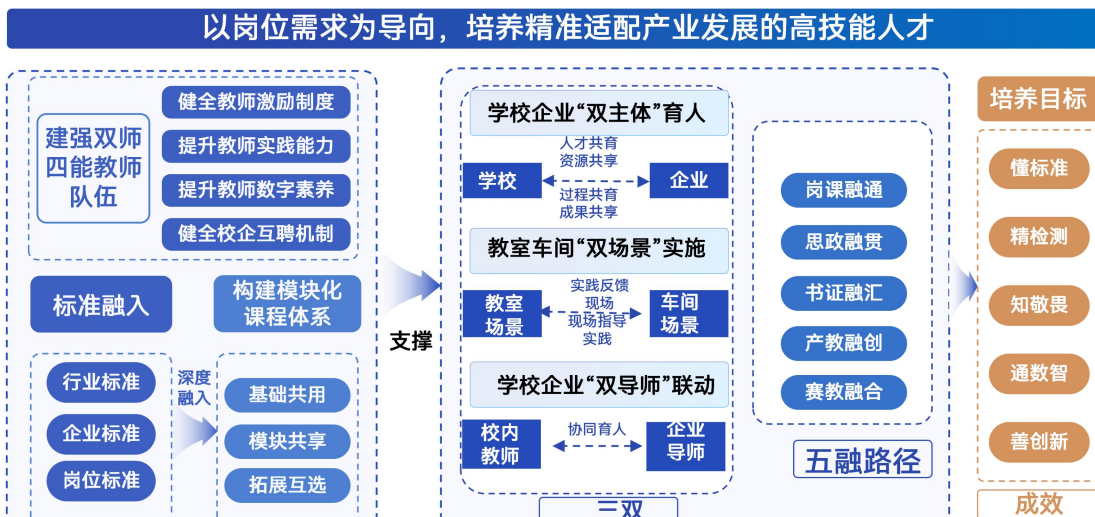 以岗位需求为导向，培养精准适配产业发展的高技能人才
建强双师
四能教师
队伍
健全教师激励制度
提升教师实践能力
提升教师数字素养
健全校企互聘机制
标准融入
构建模块化
课程体系
行业标准
企业标准
岗位标准
深度
融入
基础共用
模块共享
拓展互选
支撑
学校企业“双主体”育人
人才共育
资源共享
学校
企业
过程共育
成果共享
教室车间“双场景”实施
教室
场景
实践反馈
现场
现场指导
实践
车间
场景
学校企业“双导师”联动
校内
教师
协同育人
企业
导师
三双
岗课融通
思政融贯
书证融汇
产教融创
赛教融合
五融路径
培养目标
懂标准
精检测
知敬畏
通数智
善创新
成效